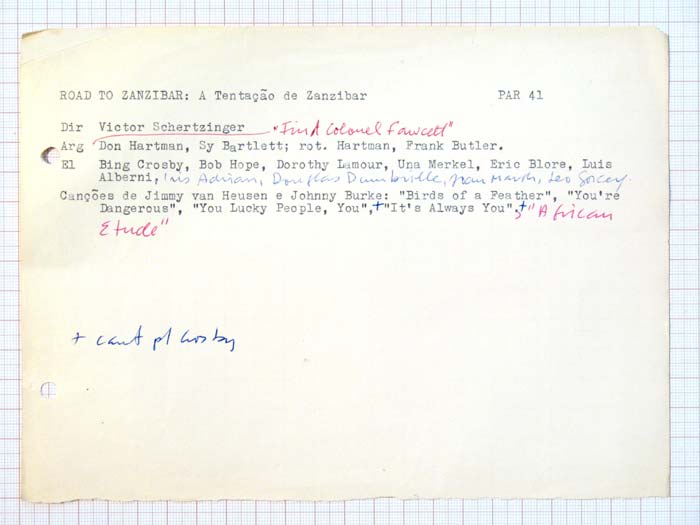 ROAD TO ZANZIBAR: A Tentação de Zanzibar PAR 41
Dir Victor Schertzinger "Find Colonel Fawcett"
Arg Don Hartman, Sy Bartlett; rot. Hartman, Frank Butler.
El Bing Crosby, Bob Hope, Dorothy Lamour, Una Merkel, Eric Blore, Luis
Alberni, Iris Adrian, Douglas Dumbrille, Joan Marsh, Leo Gorcey.
Canções de Jimmy van Heusen e Johnny Burke: "Birds of a Feather", "You're
Dangerous", "You Lucky People, You",+"It's Always You",+ "African
Etude"
+ cant p/ Crosby